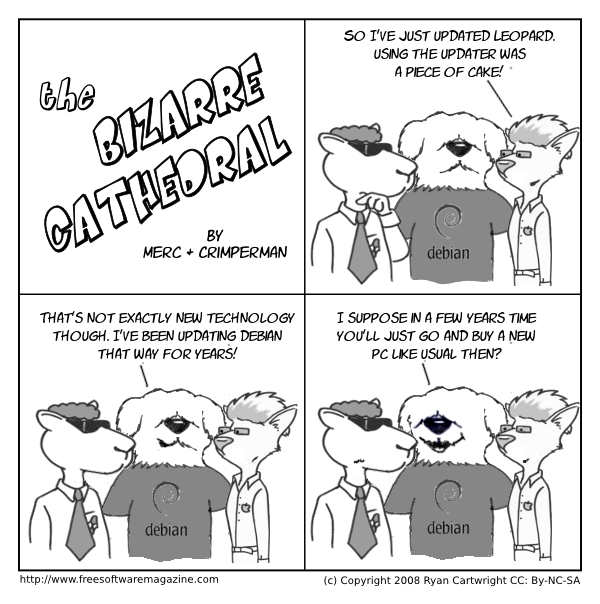 the
BIZARRE
CATHEDRAL
BY
MERC + CRIMPERMAN
SO I'VE JUST UPDATED LEOPARD.
USING THE UPDATER WAS
A PIECE OF CAKE!
debian
THAT'S NOT EXACTLY NEW TECHNOLOGY
THOUGH. I'VE BEEN UPDATING DEBIAN
THAT WAY FOR YEARS!
debian
I SUPPOSE IN A FEW YEARS TIME
YOU'LL JUST GO AND BUY A NEW
PC LIKE USUAL THEN?
debian
http://www.freesoftwaremagazine.com
(c) Copyright 2008 Ryan Cartwright CC: By-NC-SA